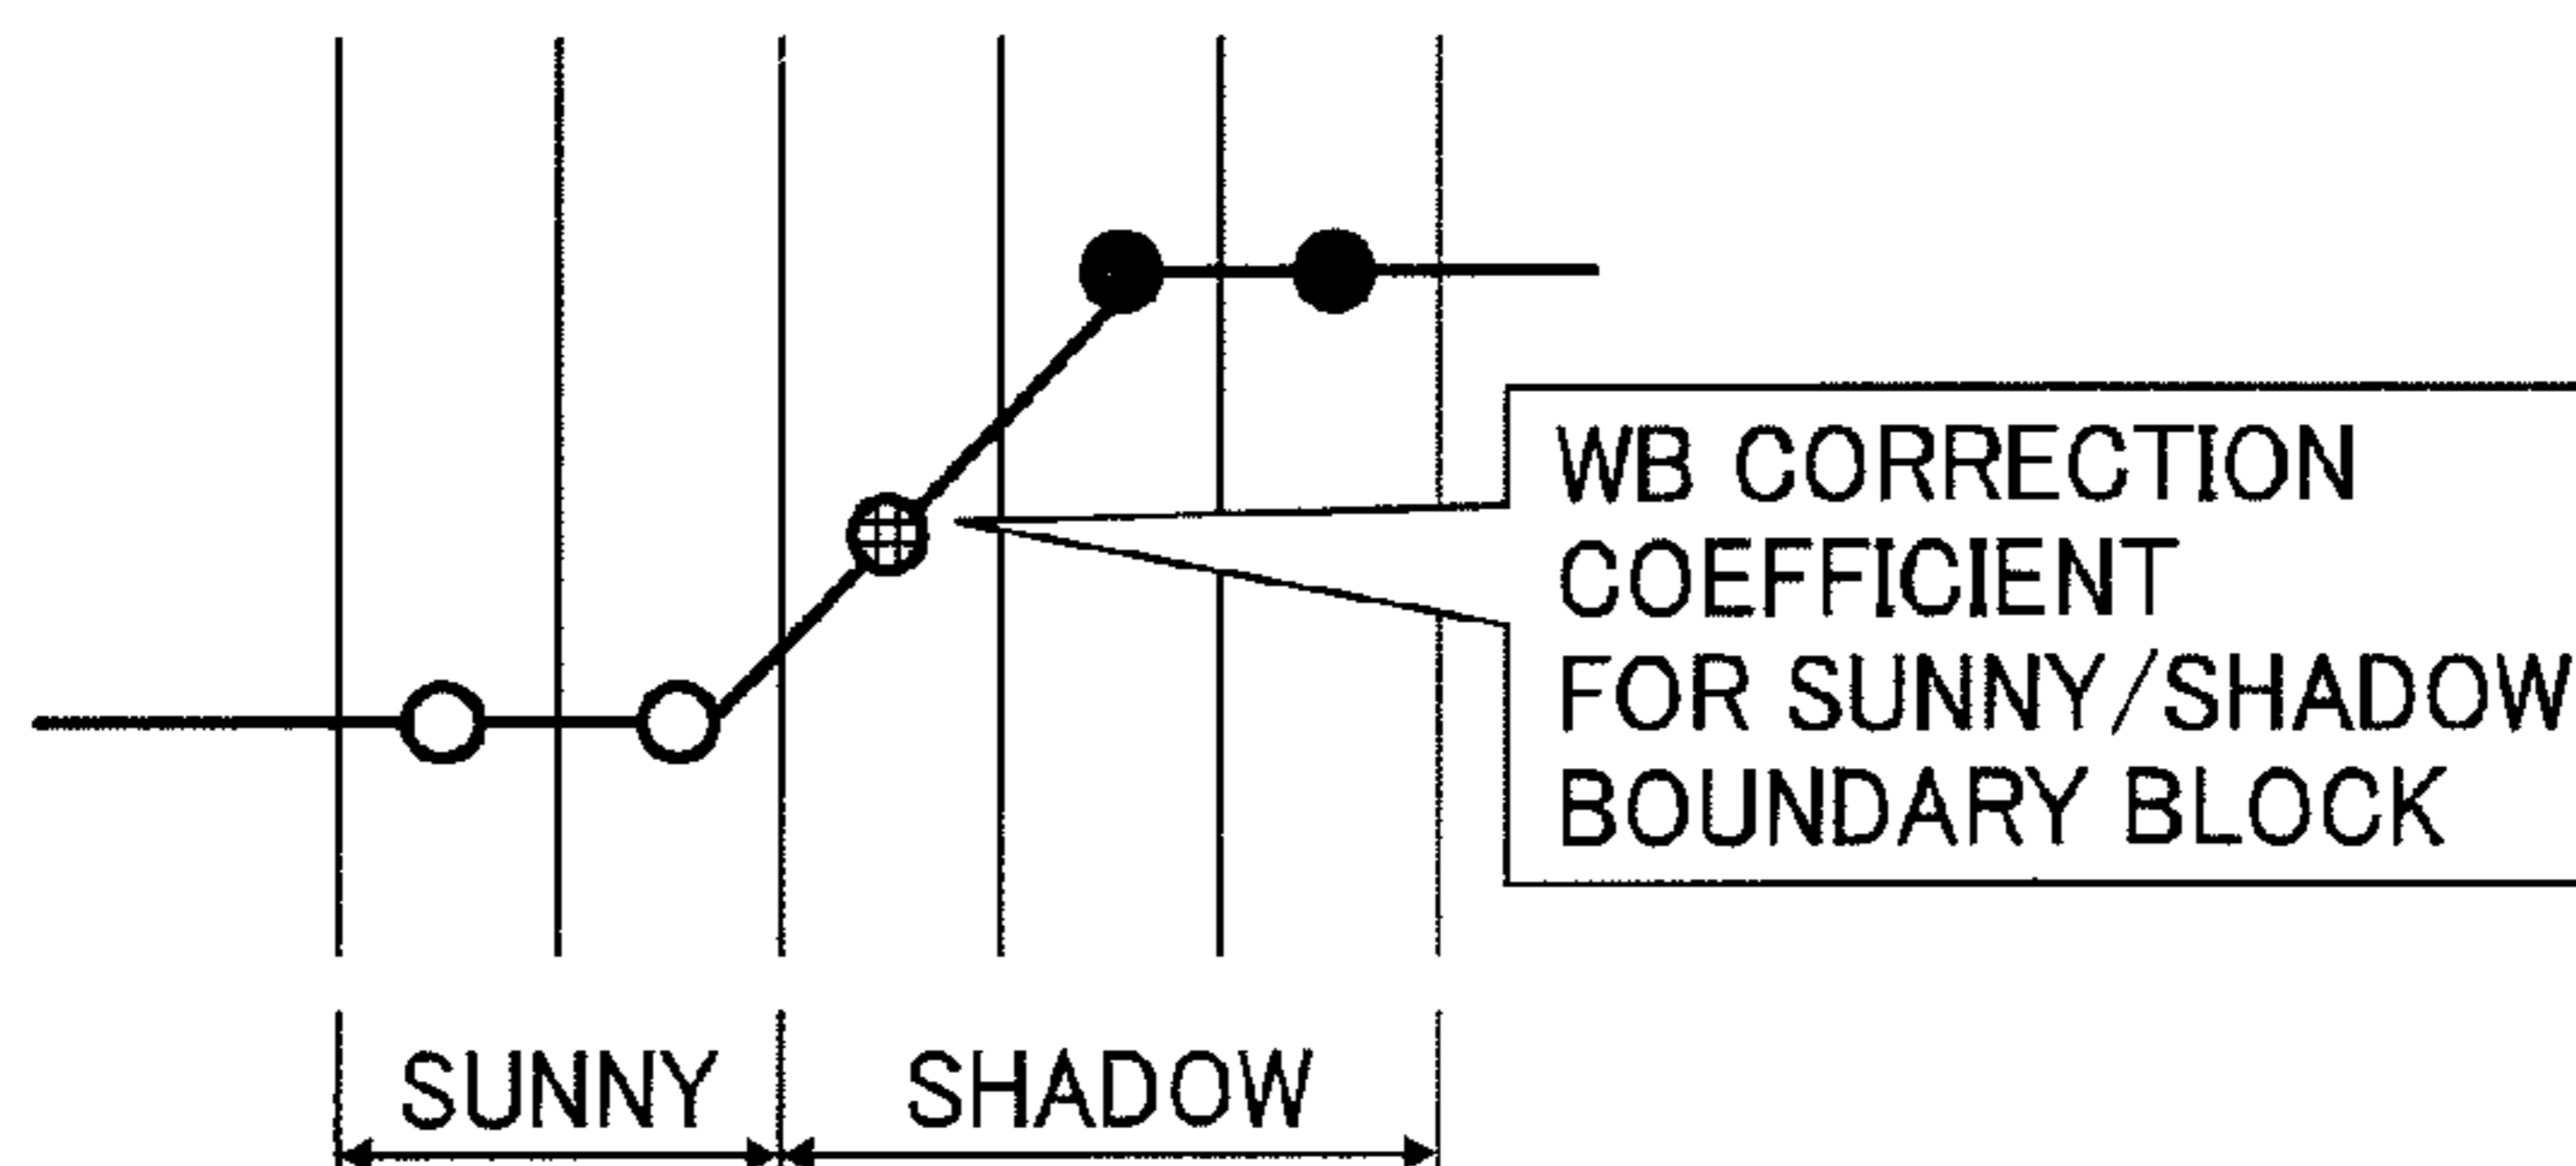 WB CORRECTION
COEFFICIENT
FOR SUNNY/SHADOW
BOUNDARY BLOCK
SUNNY
SHADOW